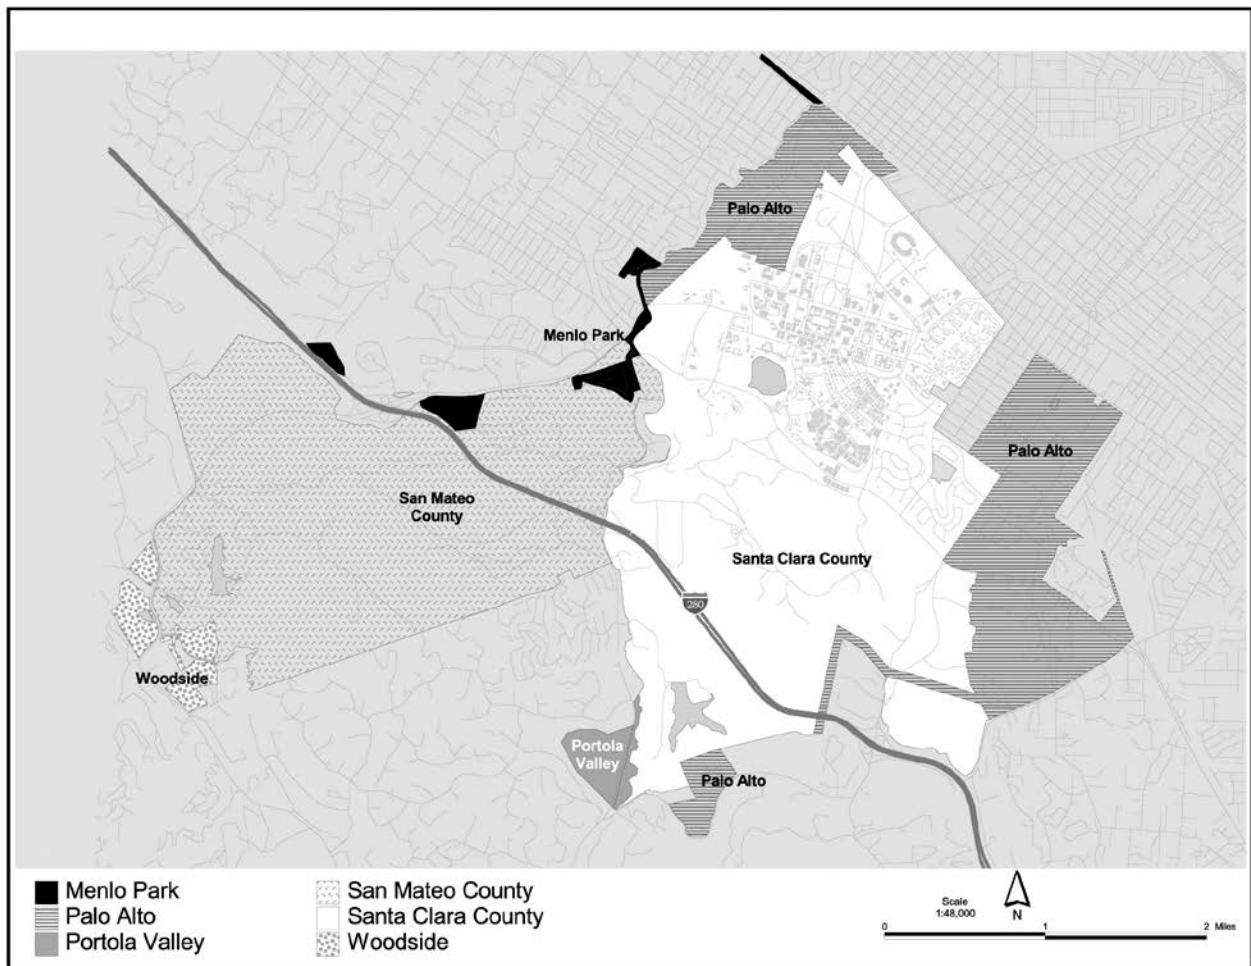 Palo Alto
Menlo Park
Palo Alto
San Mateo
County
Santa Clara County
280
Woodside
Portola
Valley
Palo Alto
Menlo Park
Palo Alto
Portola Valley
San Mateo County
Santa Clara County
Woodside
Scale
1:48,000
N
0 1 2 Miles